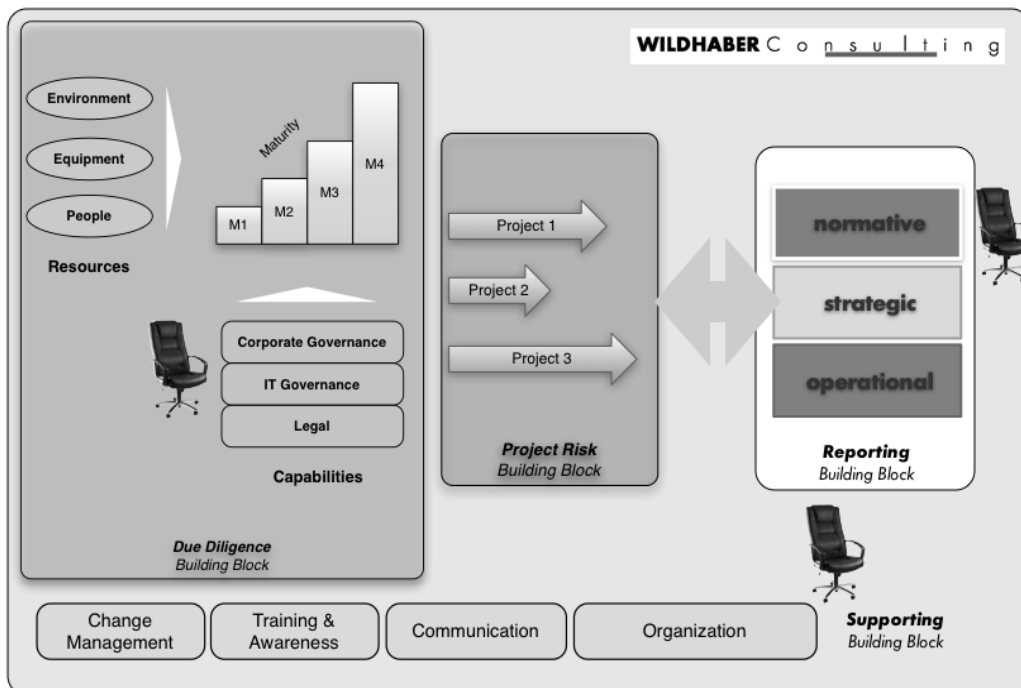 WILDHABER Consulting
Environment
Equipment
People
Resources
Maturity
M1
M2
M3
M4
Corporate Governance
IT Governance
Legal
Capabilities
Due Diligence
Building Block
Project 1
Project 2
Project 3
Project Risk
Building Block
normative
strategic
operational
Reporting
Building Block
Change
Management
Training &
Awareness
Communication
Organization
Supporting
Building Block